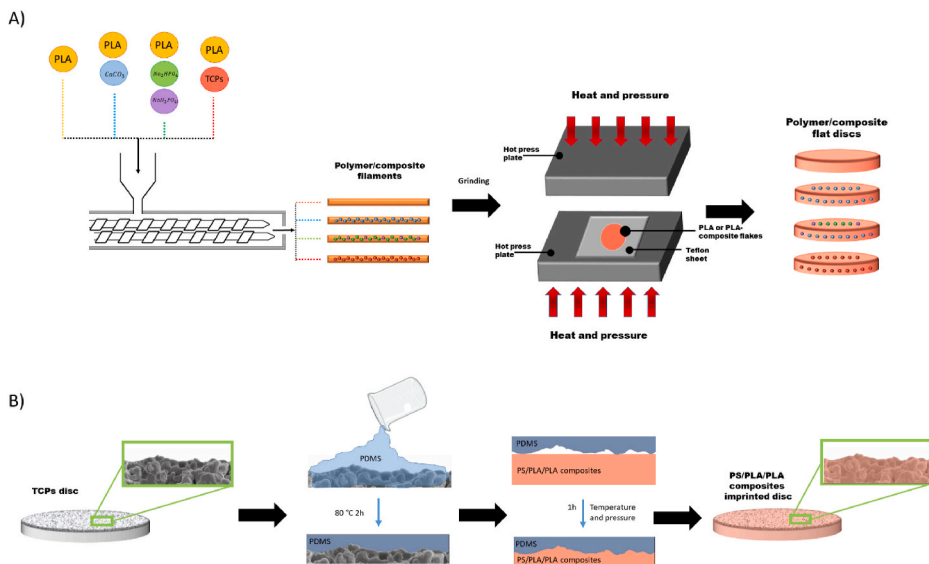 A)
PLA
PLA
PLA
PLA
CaCO₃
Na₂HPO₄
TCPs
NaH₂PO₄
Polymer/composite
filaments
Grinding
Heat and pressure
Hot press
plate
Hot press
plate
PLA or PLA-
composite flakes
Teflon
sheet
Heat and pressure
Polymer/composite
flat discs
B)
TCPs disc
PDMS
80 °C 2h
PDMS
PDMS
PS/PLA/PLA composites
1h
Temperature
and pressure
PDMS
PS/PLA/PLA composites
PS/PLA/PLA
composites
imprinted disc